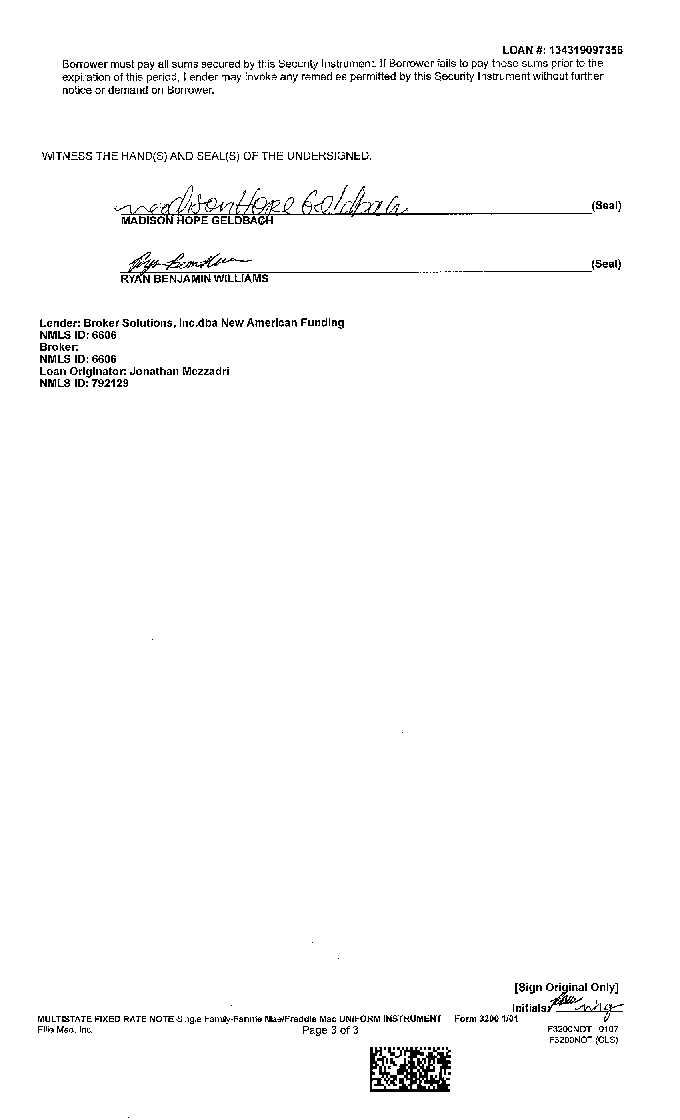 LOAN #: 134319097356
Borrower must pay all sums secured by this Security Instrument. If Borrower fails to pay these sums prior to the
expiration of this period, Lender may invoke any remedies permitted by this Security Instrument without further
notice or demand on Borrower.
WITNESS THE HAND(S) AND SEAL(S) OF THE UNDERSIGNED.
Madison Hope Geldbach (Seal)
MADISON HOPE GELDBACH
(Seal)
RYAN BENJAMIN WILLIAMS
Lender: Broker Solutions, Inc.dba New American Funding
NMLS ID: 6606
Broker:
NMLS ID: 6606
Loan Originator: Jonathan Mezzadri
NMLS ID: 792129
[Sign Original Only]
Initials: mhg
MULTISTATE FIXED RATE NOTE-Single Family-Fannie Mae/Freddie Mac UNIFORM INSTRUMENT Form 3200 1/01
Ellie Mae, Inc. Page 3 of 3 F3200NOT 0107
F3200NOT (CLS)